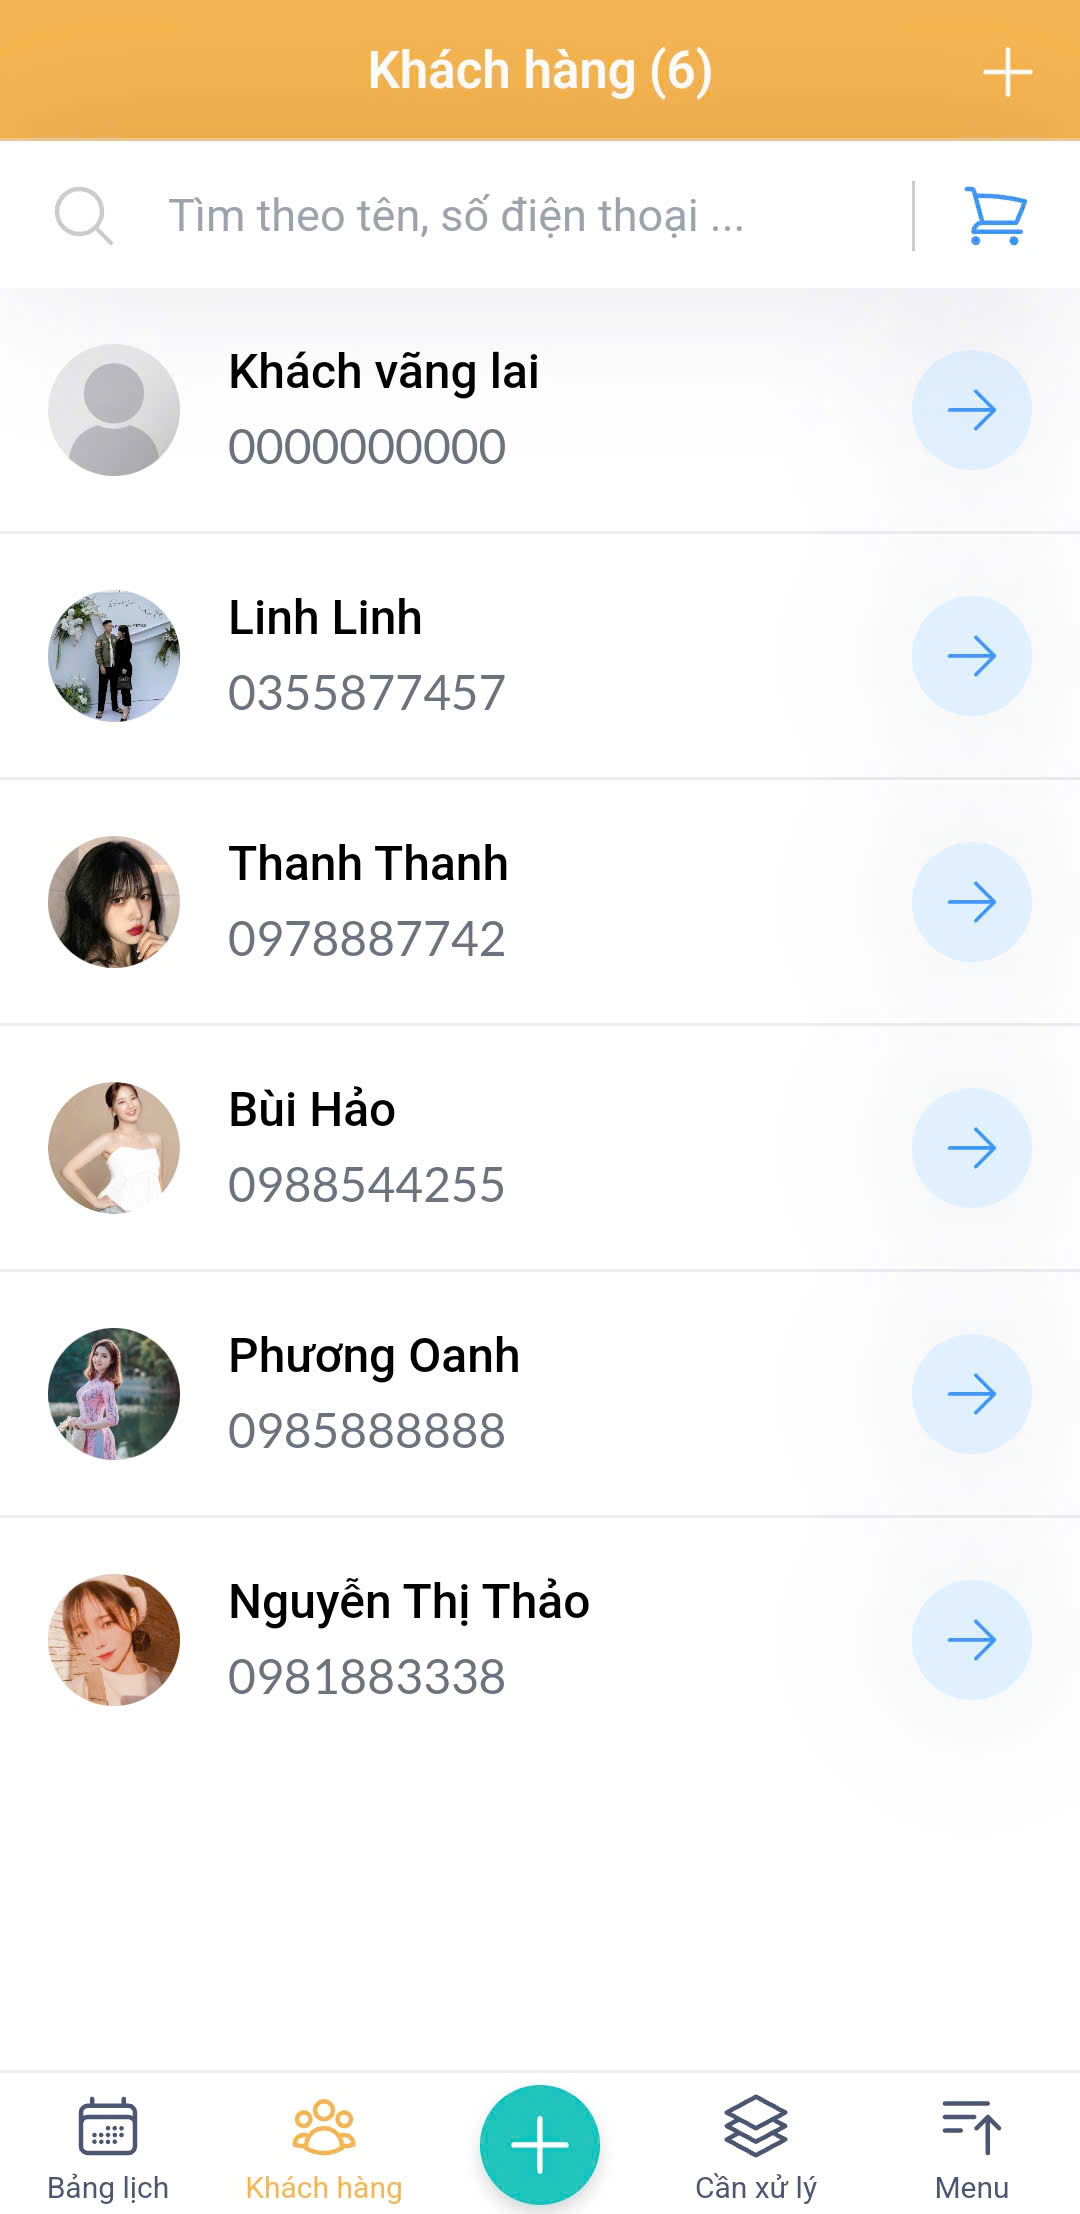 Khách hàng (6)
Tìm theo tên, số điện thoại ...
Khách vãng lai
0000000000
Linh Linh
0355877457
Thanh Thanh
0978887742
Bùi Hảo
0988544255
Phương Oanh
0985888888
Nguyễn Thị Thảo
0981883338
Bảng lịch
Khách hàng
Cần xử lý
Menu